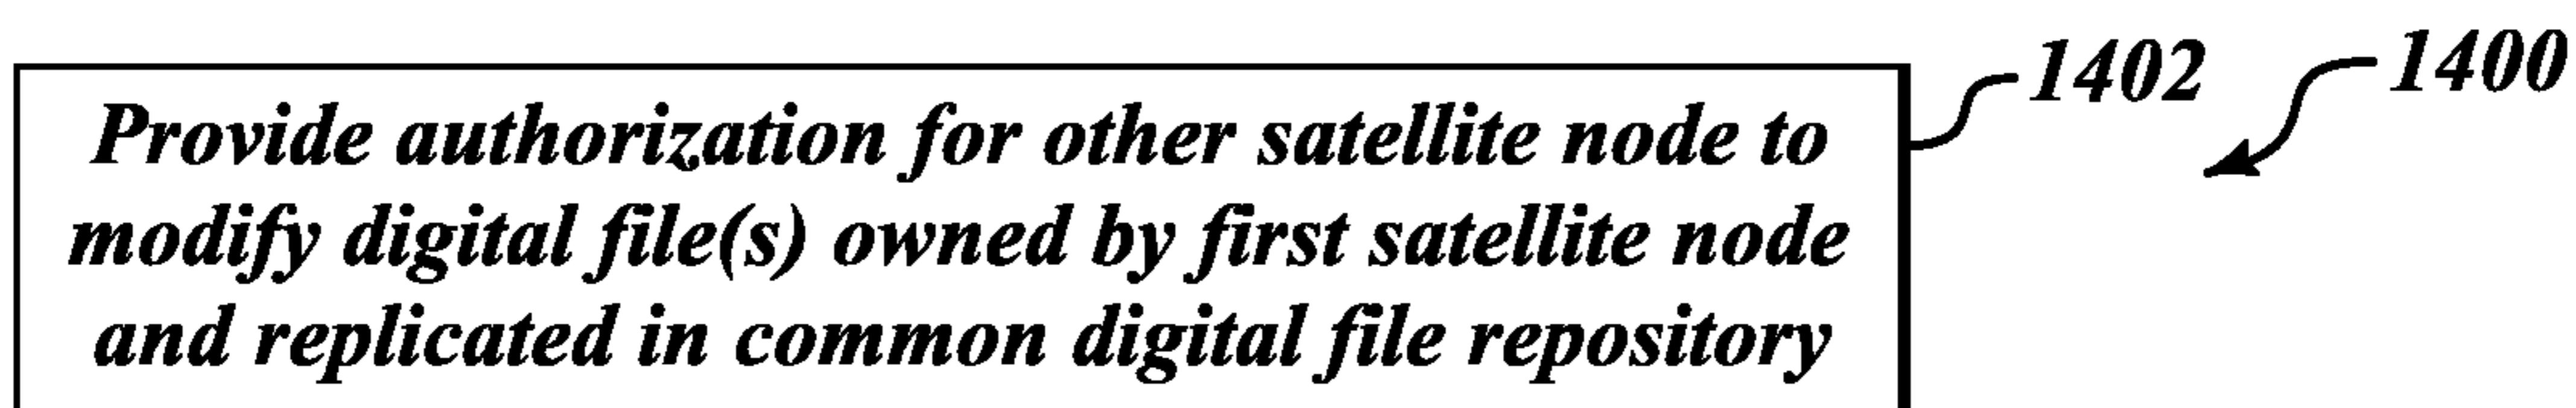 1402
1400
Provide authorization for other satellite node to
modify digital file(s) owned by first satellite node
and replicated in common digital file repository